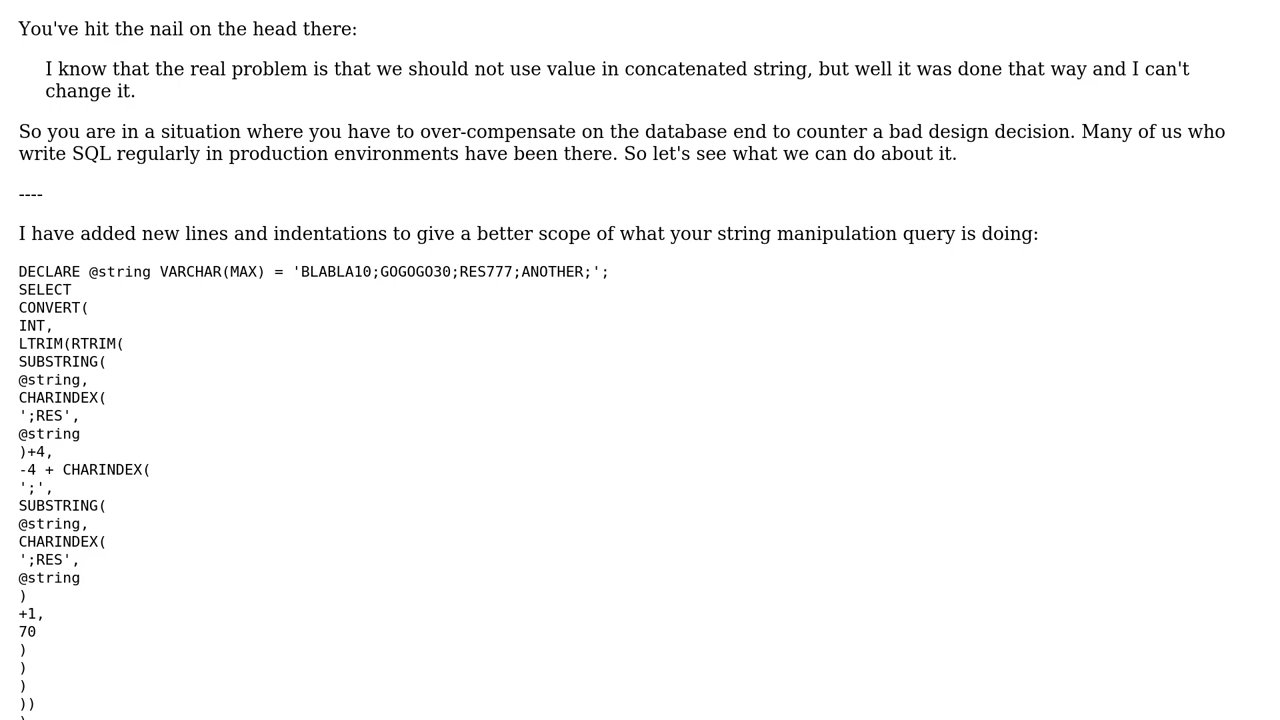 You've hit the nail on the head there:
I know that the real problem is that we should not use value in concatenated string, but well it was done that way and I can't
change it.
So you are in a situation where you have to over-compensate on the database end to counter a bad design decision. Many of us who
write SQL regularly in production environments have been there. So let's see what we can do about it.
----
I have added new lines and indentations to give a better scope of what your string manipulation query is doing:
DECLARE @string VARCHAR(MAX) = 'BLABLA10;GOGOGO30;RES777;ANOTHER;';
SELECT
CONVERT(
INT,
LTRIM(RTRIM(
SUBSTRING(
@string,
CHARINDEX(
';RES',
@string
)+4,
-4 + CHARINDEX(
';',
SUBSTRING(
@string,
CHARINDEX(
';RES',
@string
)
+1,
70
)
)
)
))
)